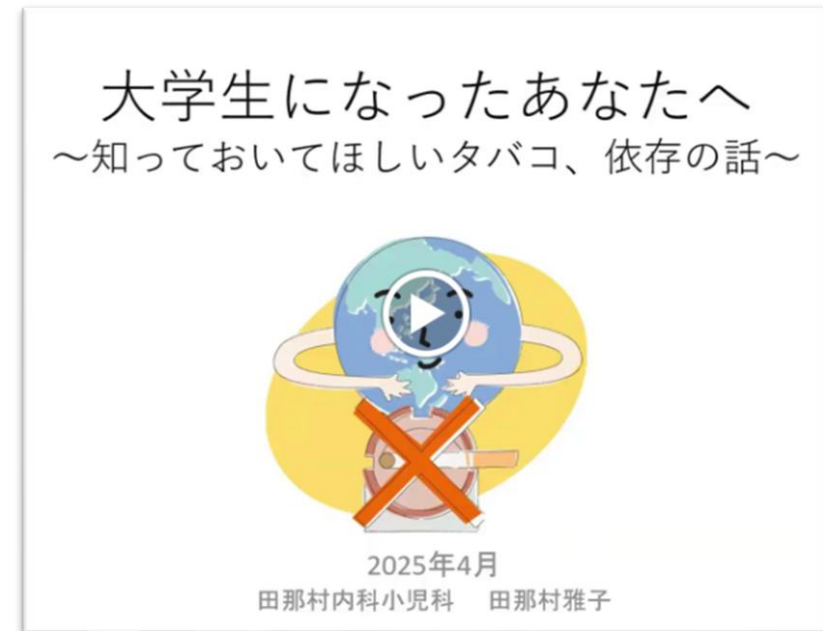 大学生になったあなたへ
～知っておいてほしいタバコ、依存の話～
2025年4月
田那村内科小児科　田那村雅子